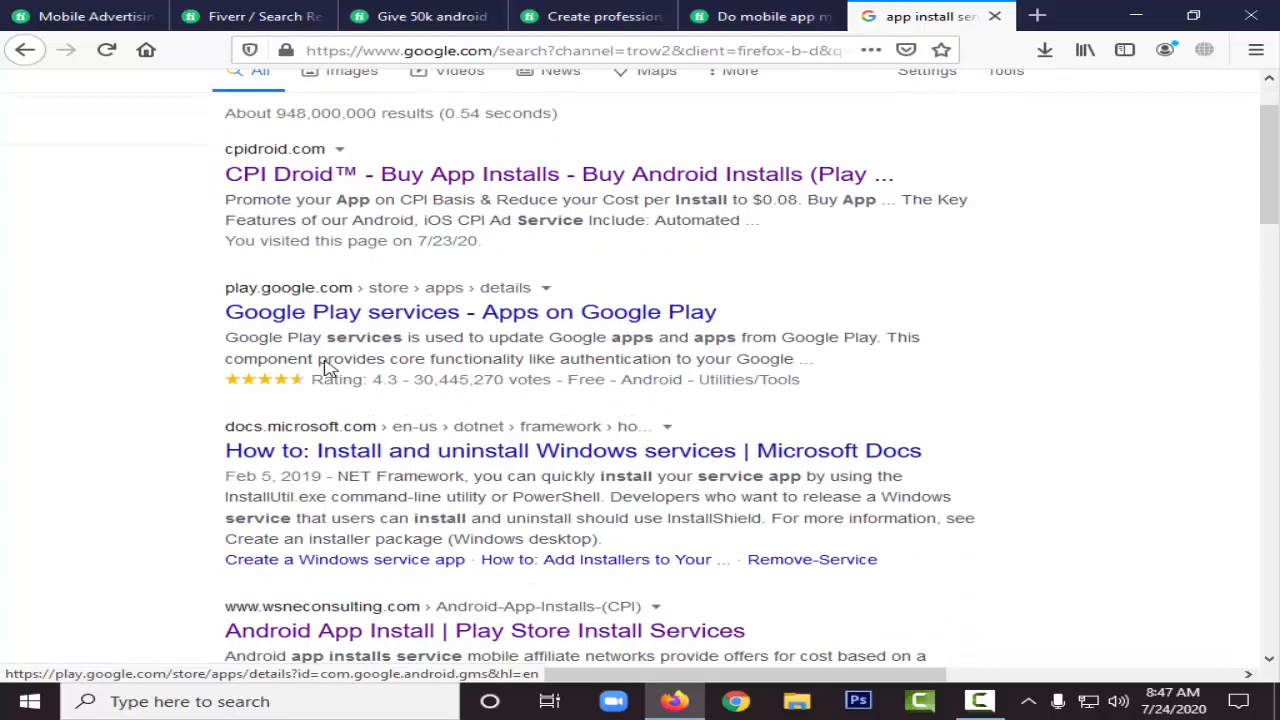 Mobile Advertisin
Fiverr / Search Re
Give 50k android
Create profession
Do mobile app m
app install ser
https://www.google.com/search?channel=trow2&client=firefox-b-d&q
All
Images
Videos
News
Maps
More
Settings
Tools
About 948,000,000 results (0.54 seconds)
cpidroid.com
CPI Droid™ - Buy App Installs - Buy Android Installs (Play ...
Promote your App on CPI Basis & Reduce your Cost per Install to $0.08. Buy App ... The Key
Features of our Android, iOS CPI Ad Service Include: Automated ...
You visited this page on 7/23/20.
play.google.com › store › apps › details
Google Play services - Apps on Google Play
Google Play services is used to update Google apps and apps from Google Play. This
component provides core functionality like authentication to your Google ...
Rating: 4.3 - 30,445,270 votes - Free - Android - Utilities/Tools
docs.microsoft.com › en-us › dotnet › framework › ho...
How to: Install and uninstall Windows services | Microsoft Docs
Feb 5, 2019 - NET Framework, you can quickly install your service app by using the
InstallUtil.exe command-line utility or PowerShell. Developers who want to release a Windows
service that users can install and uninstall should use InstallShield. For more information, see
Create an installer package (Windows desktop).
Create a Windows service app · How to: Add Installers to Your ... · Remove-Service
www.wsneconsulting.com › Android-App-Installs-(CPI)
Android App Install | Play Store Install Services
Android app installs service mobile affiliate networks provide offers for cost based on a
https://play.google.com/store/apps/details?id=com.google.android.gms&hl=en
Type here to search
Ps
8:47 AM
7/24/2020